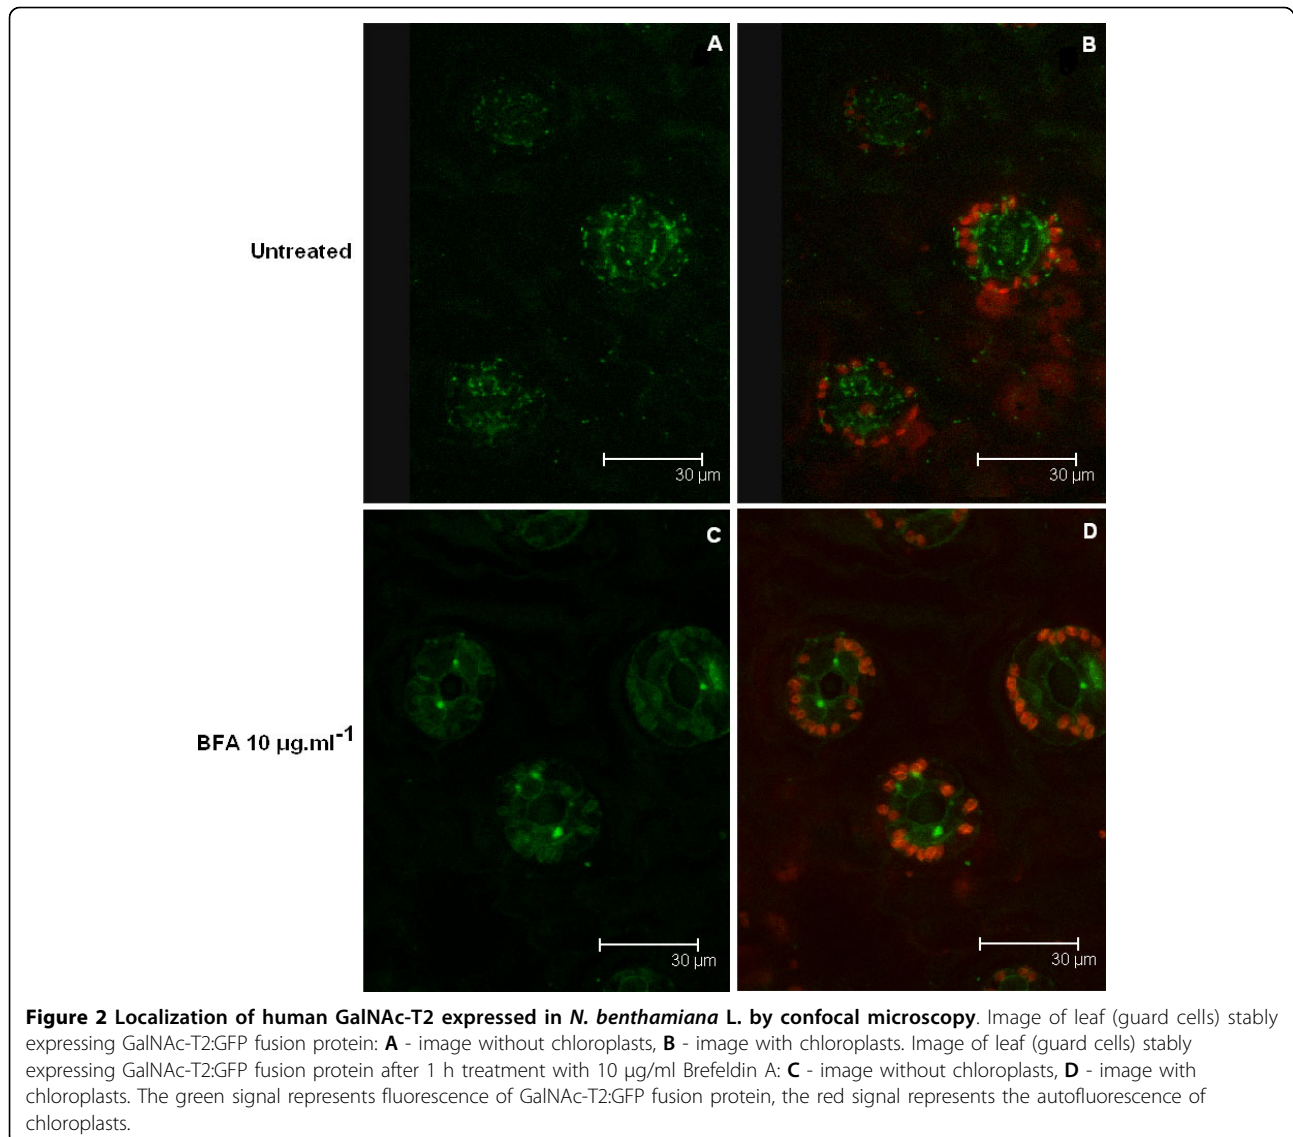 A
B
Untreated
30 µm
30 µm
C
D
BFA 10 µg.ml-1
30 µm
30 µm
Figure 2 Localization of human GalNAc-T2 expressed in N. benthamiana L. by confocal microscopy. Image of leaf (guard cells) stably
expressing GalNAc-T2:GFP fusion protein: A - image without chloroplasts, B - image with chloroplasts. Image of leaf (guard cells) stably
expressing GalNAc-T2:GFP fusion protein after 1 h treatment with 10 µg/ml Brefeldin A: C - image without chloroplasts, D - image with
chloroplasts. The green signal represents fluorescence of GalNAc-T2:GFP fusion protein, the red signal represents the autofluorescence of
chloroplasts.